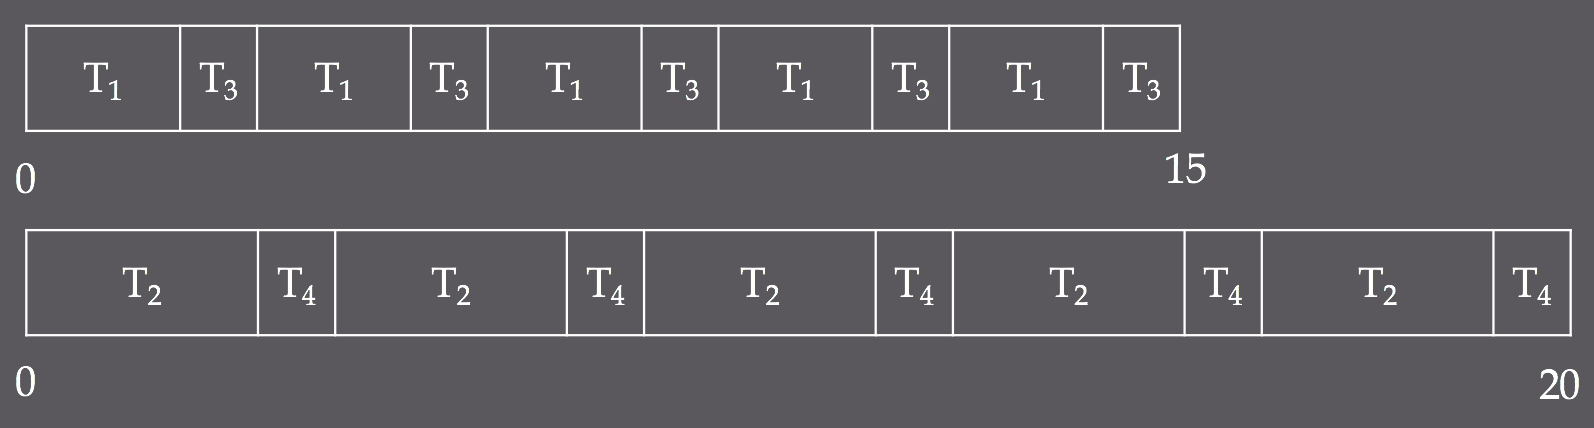 T₁ T₃ T₁ T₃ T₁ T₃ T₁ T₃ T₁ T₃
0 15
T₂ T₄ T₂ T₄ T₂ T₄ T₂ T₄ T₂ T₄
0 20